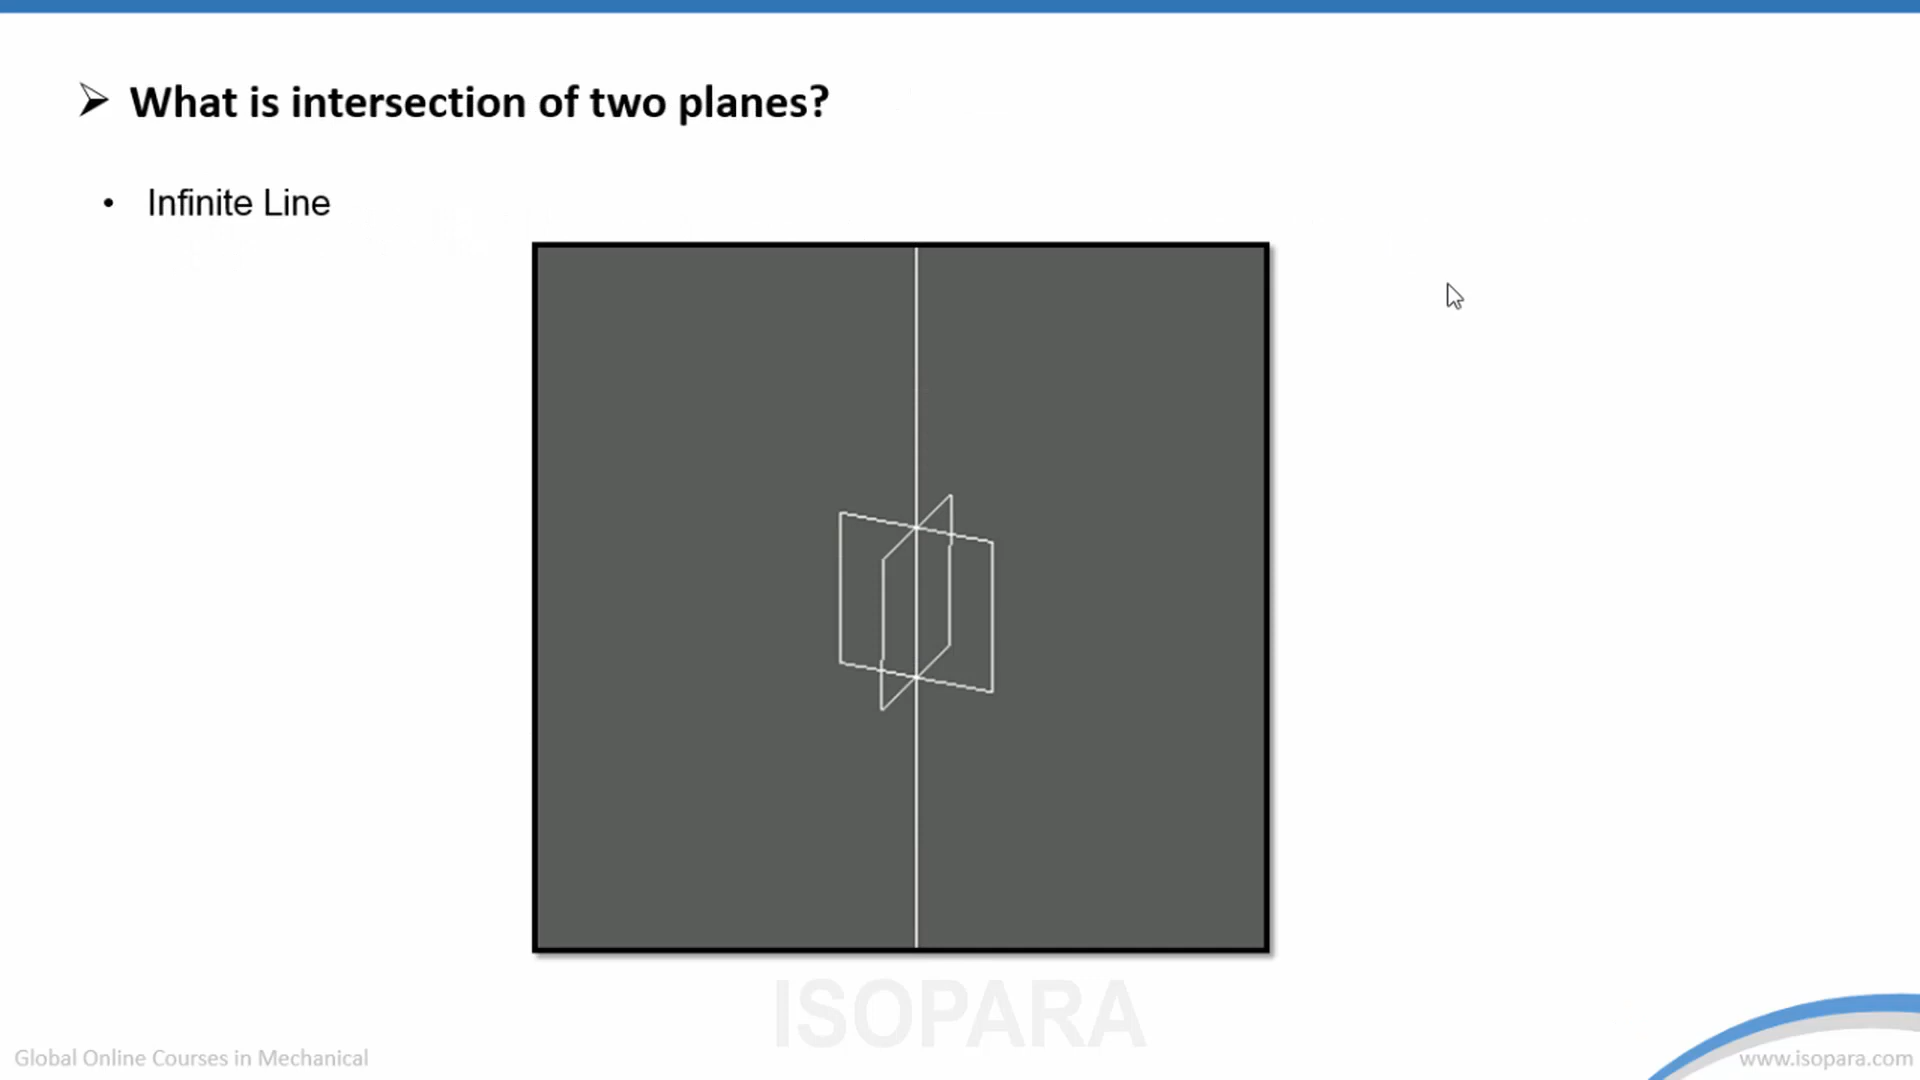 What is intersection of two planes?
Infinite Line
ISOPARA
Global Online Courses in Mechanical
www.isopara.com